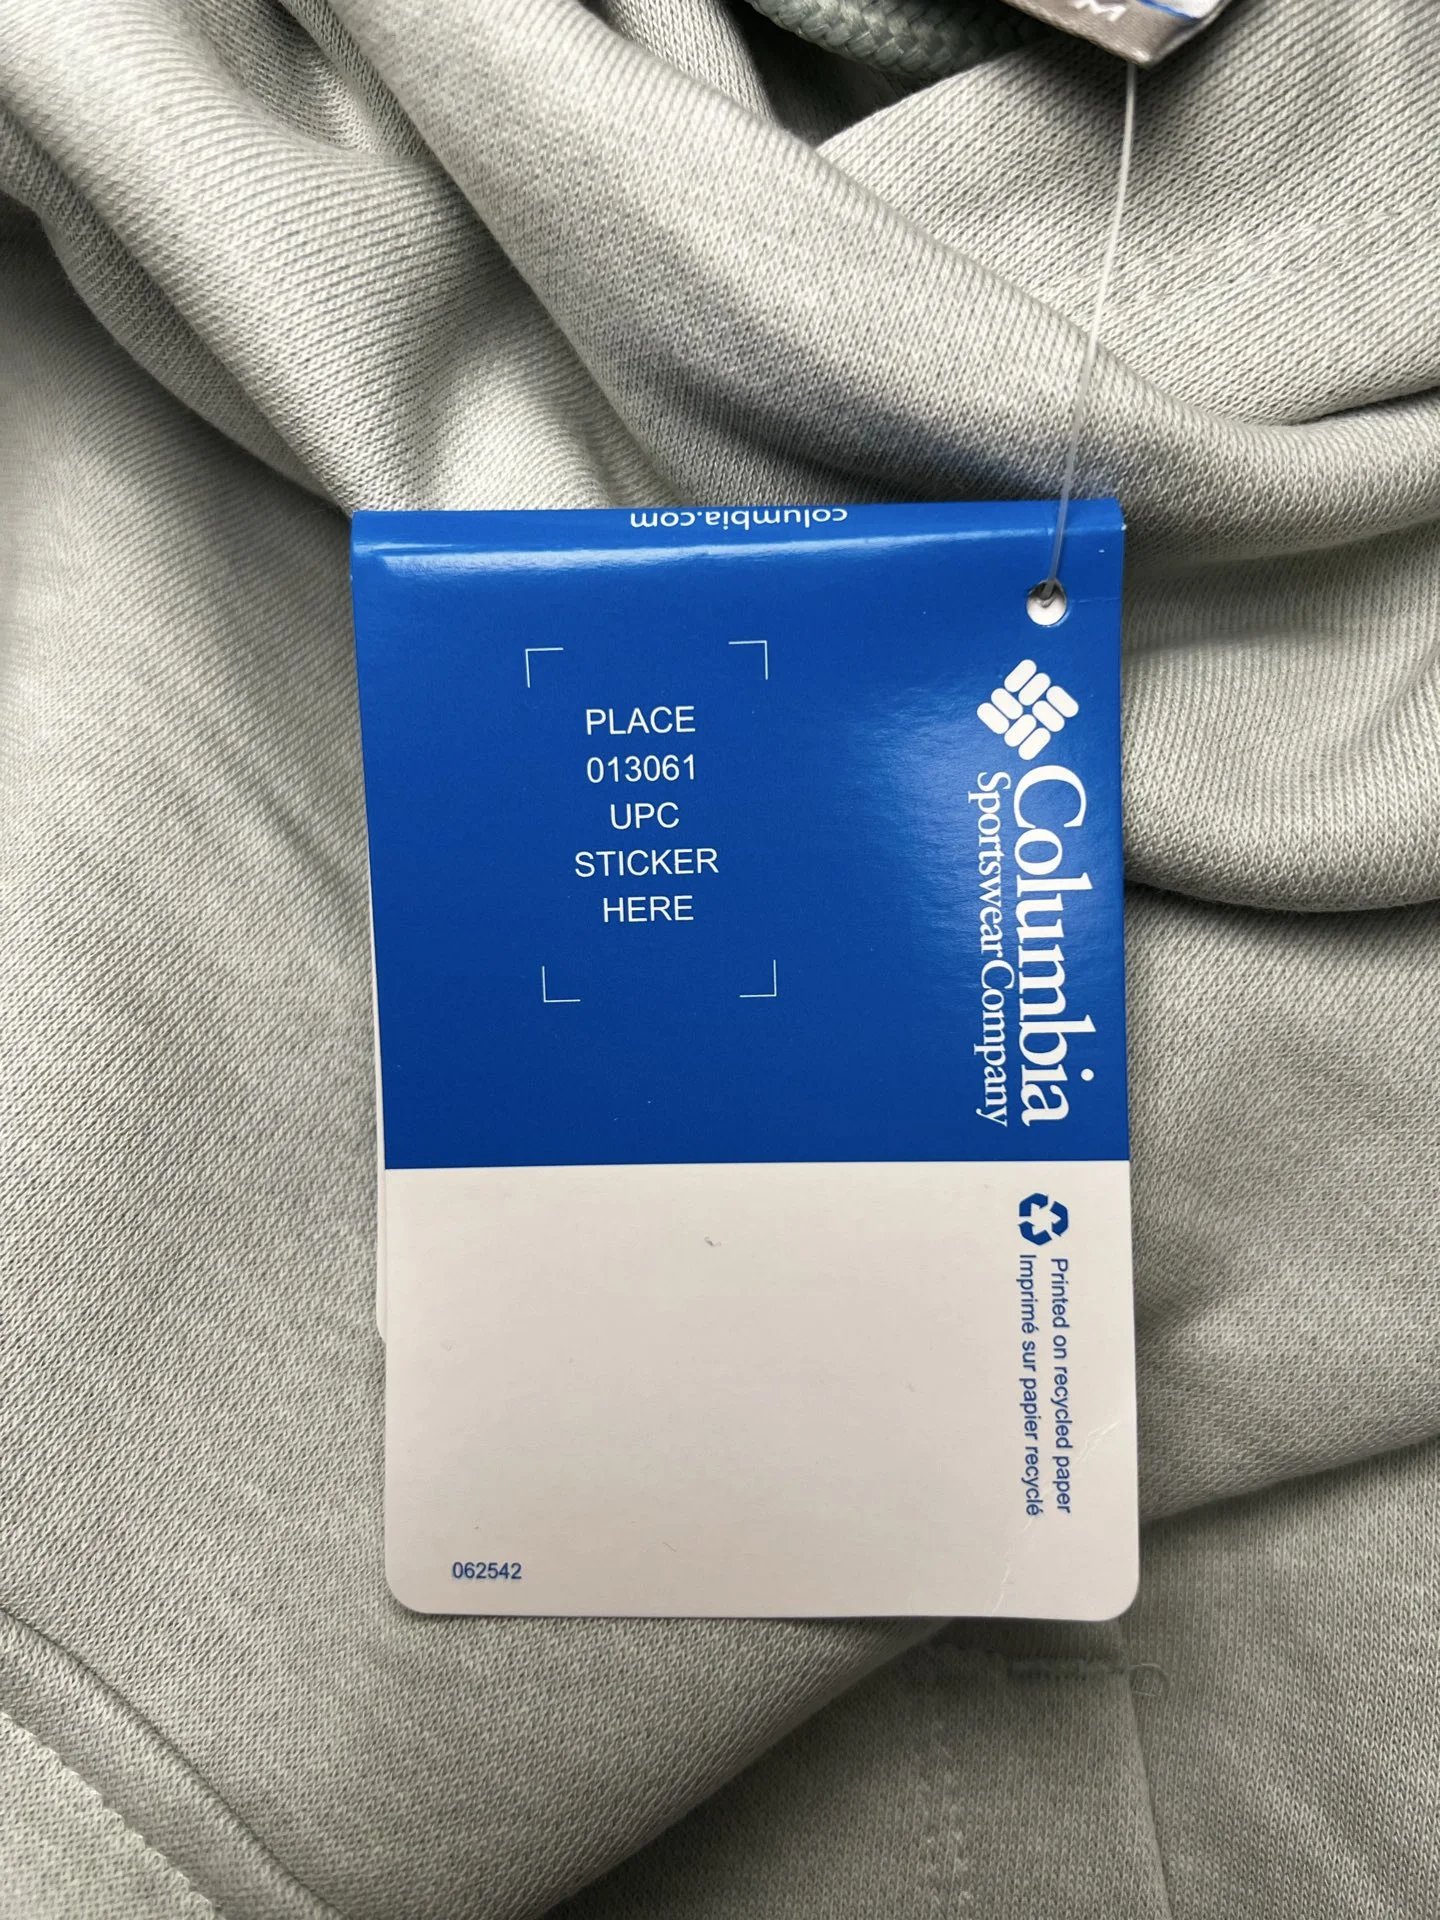 M
columbia.com
PLACE
013061
UPC
STICKER
HERE
Columbia
Sportswear Company
Printed on recycled paper
Imprimé sur papier recyclé
062542